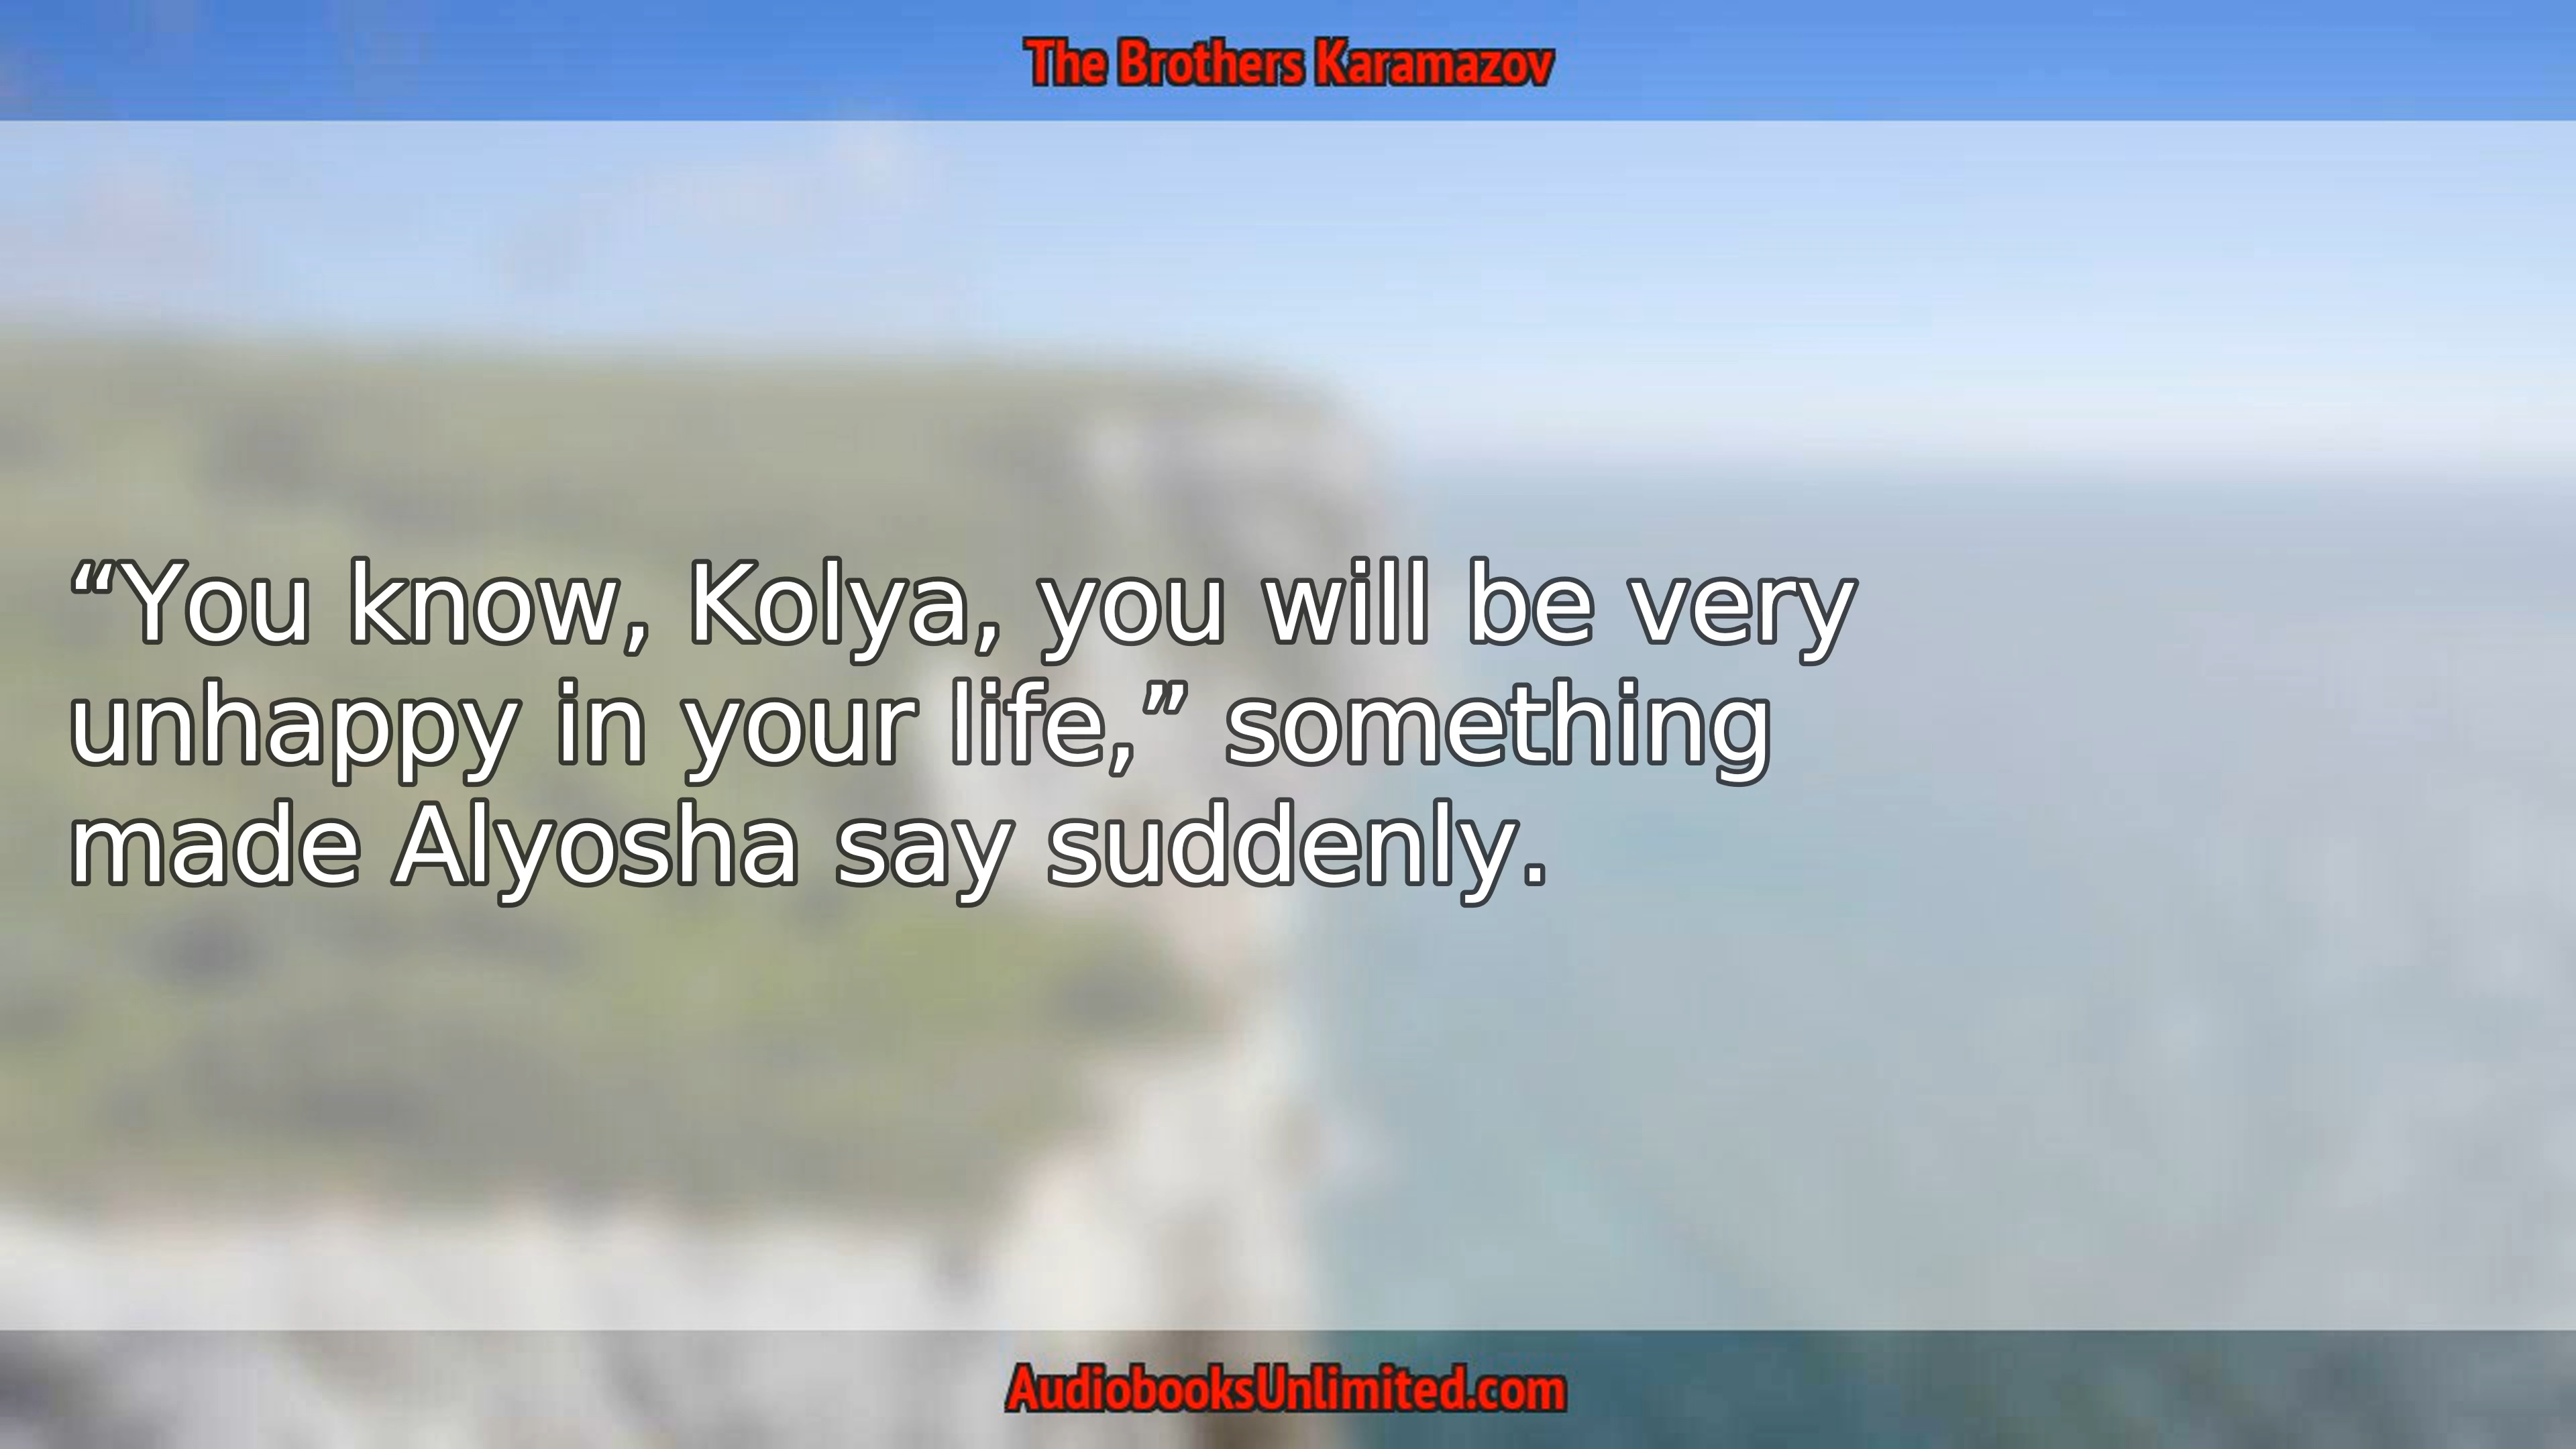 The Brothers Karamazov
“You know, Kolya, you will be very
unhappy in your life,” something
made Alyosha say suddenly.
AudiobooksUnlimited.com